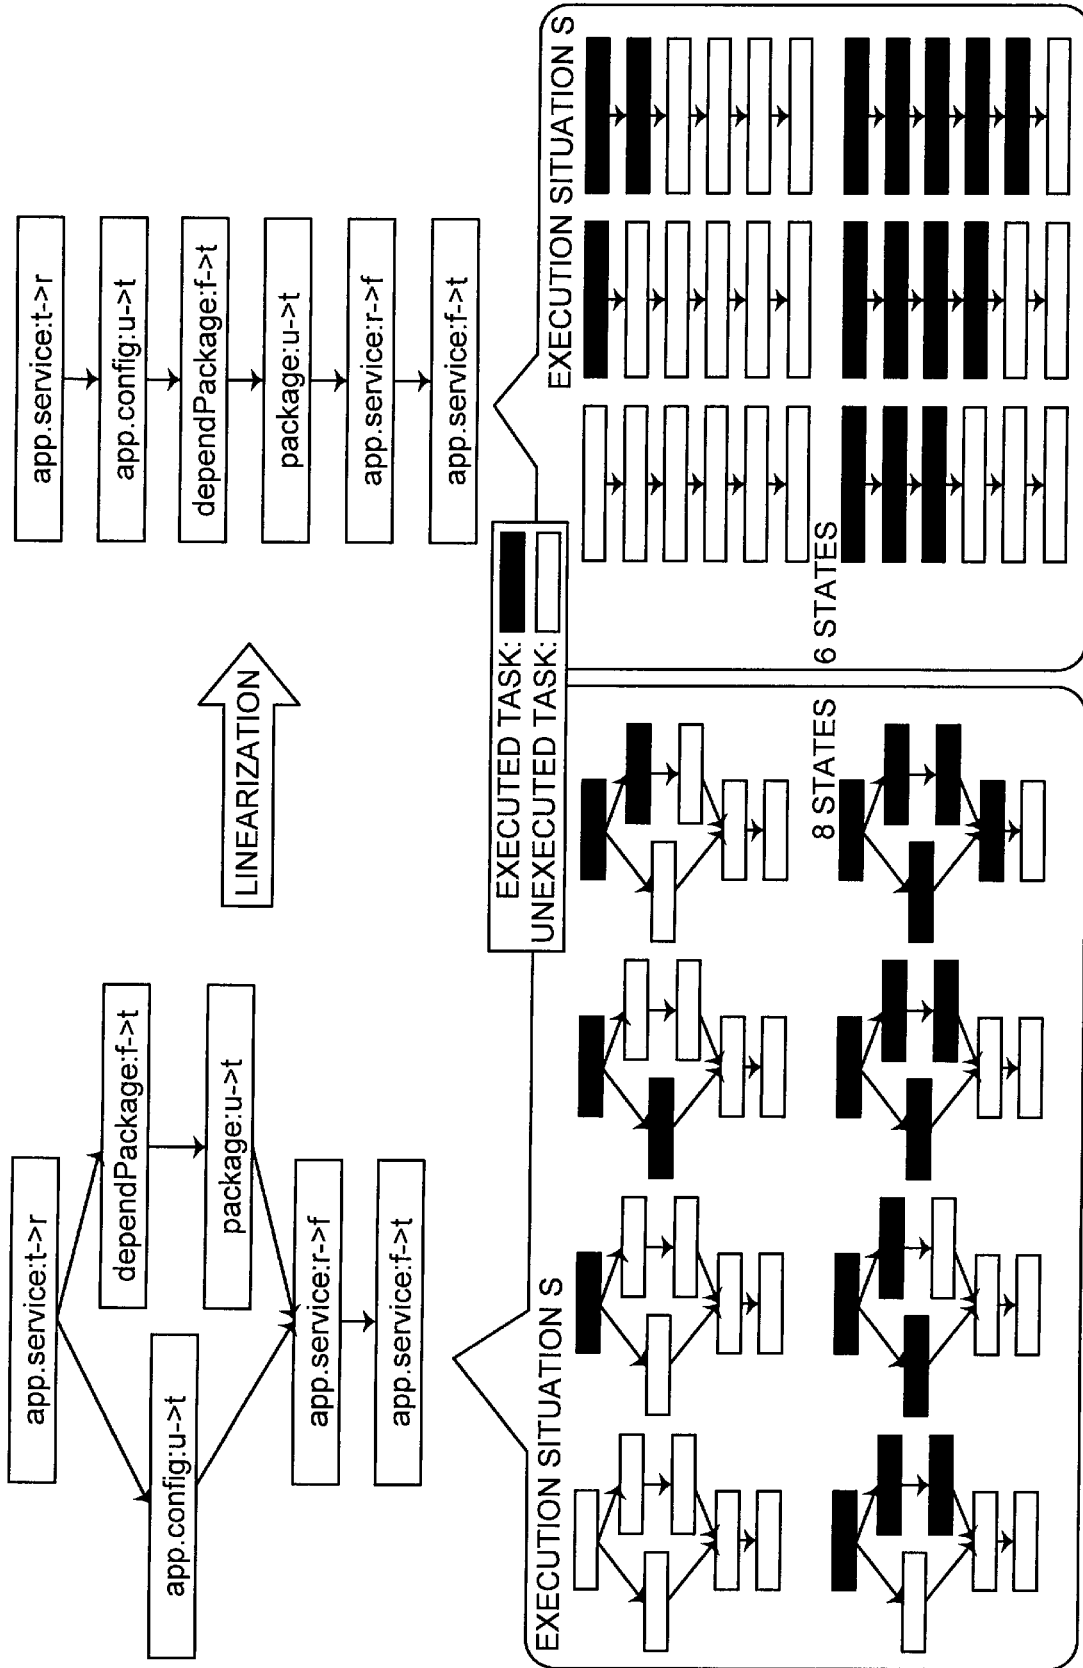 app.service:t->r
app.config:u->t
dependPackage:f->t
package:u->t
app.service:r->f
app.service:f->t
LINEARIZATION
app.service:t->r
app.config:u->t
dependPackage:f->t
package:u->t
app.service:r->f
app.service:f->t
EXECUTED TASK:
UNEXECUTED TASK:
EXECUTION SITUATION S
8 STATES
EXECUTION SITUATION S
6 STATES